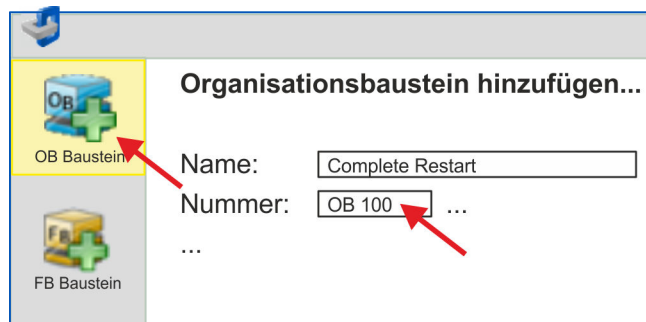 Organisationsbaustein hinzufügen...
OB
OB Baustein
Name: Complete Restart
Nummer: OB 100 ...
...
FB
FB Baustein